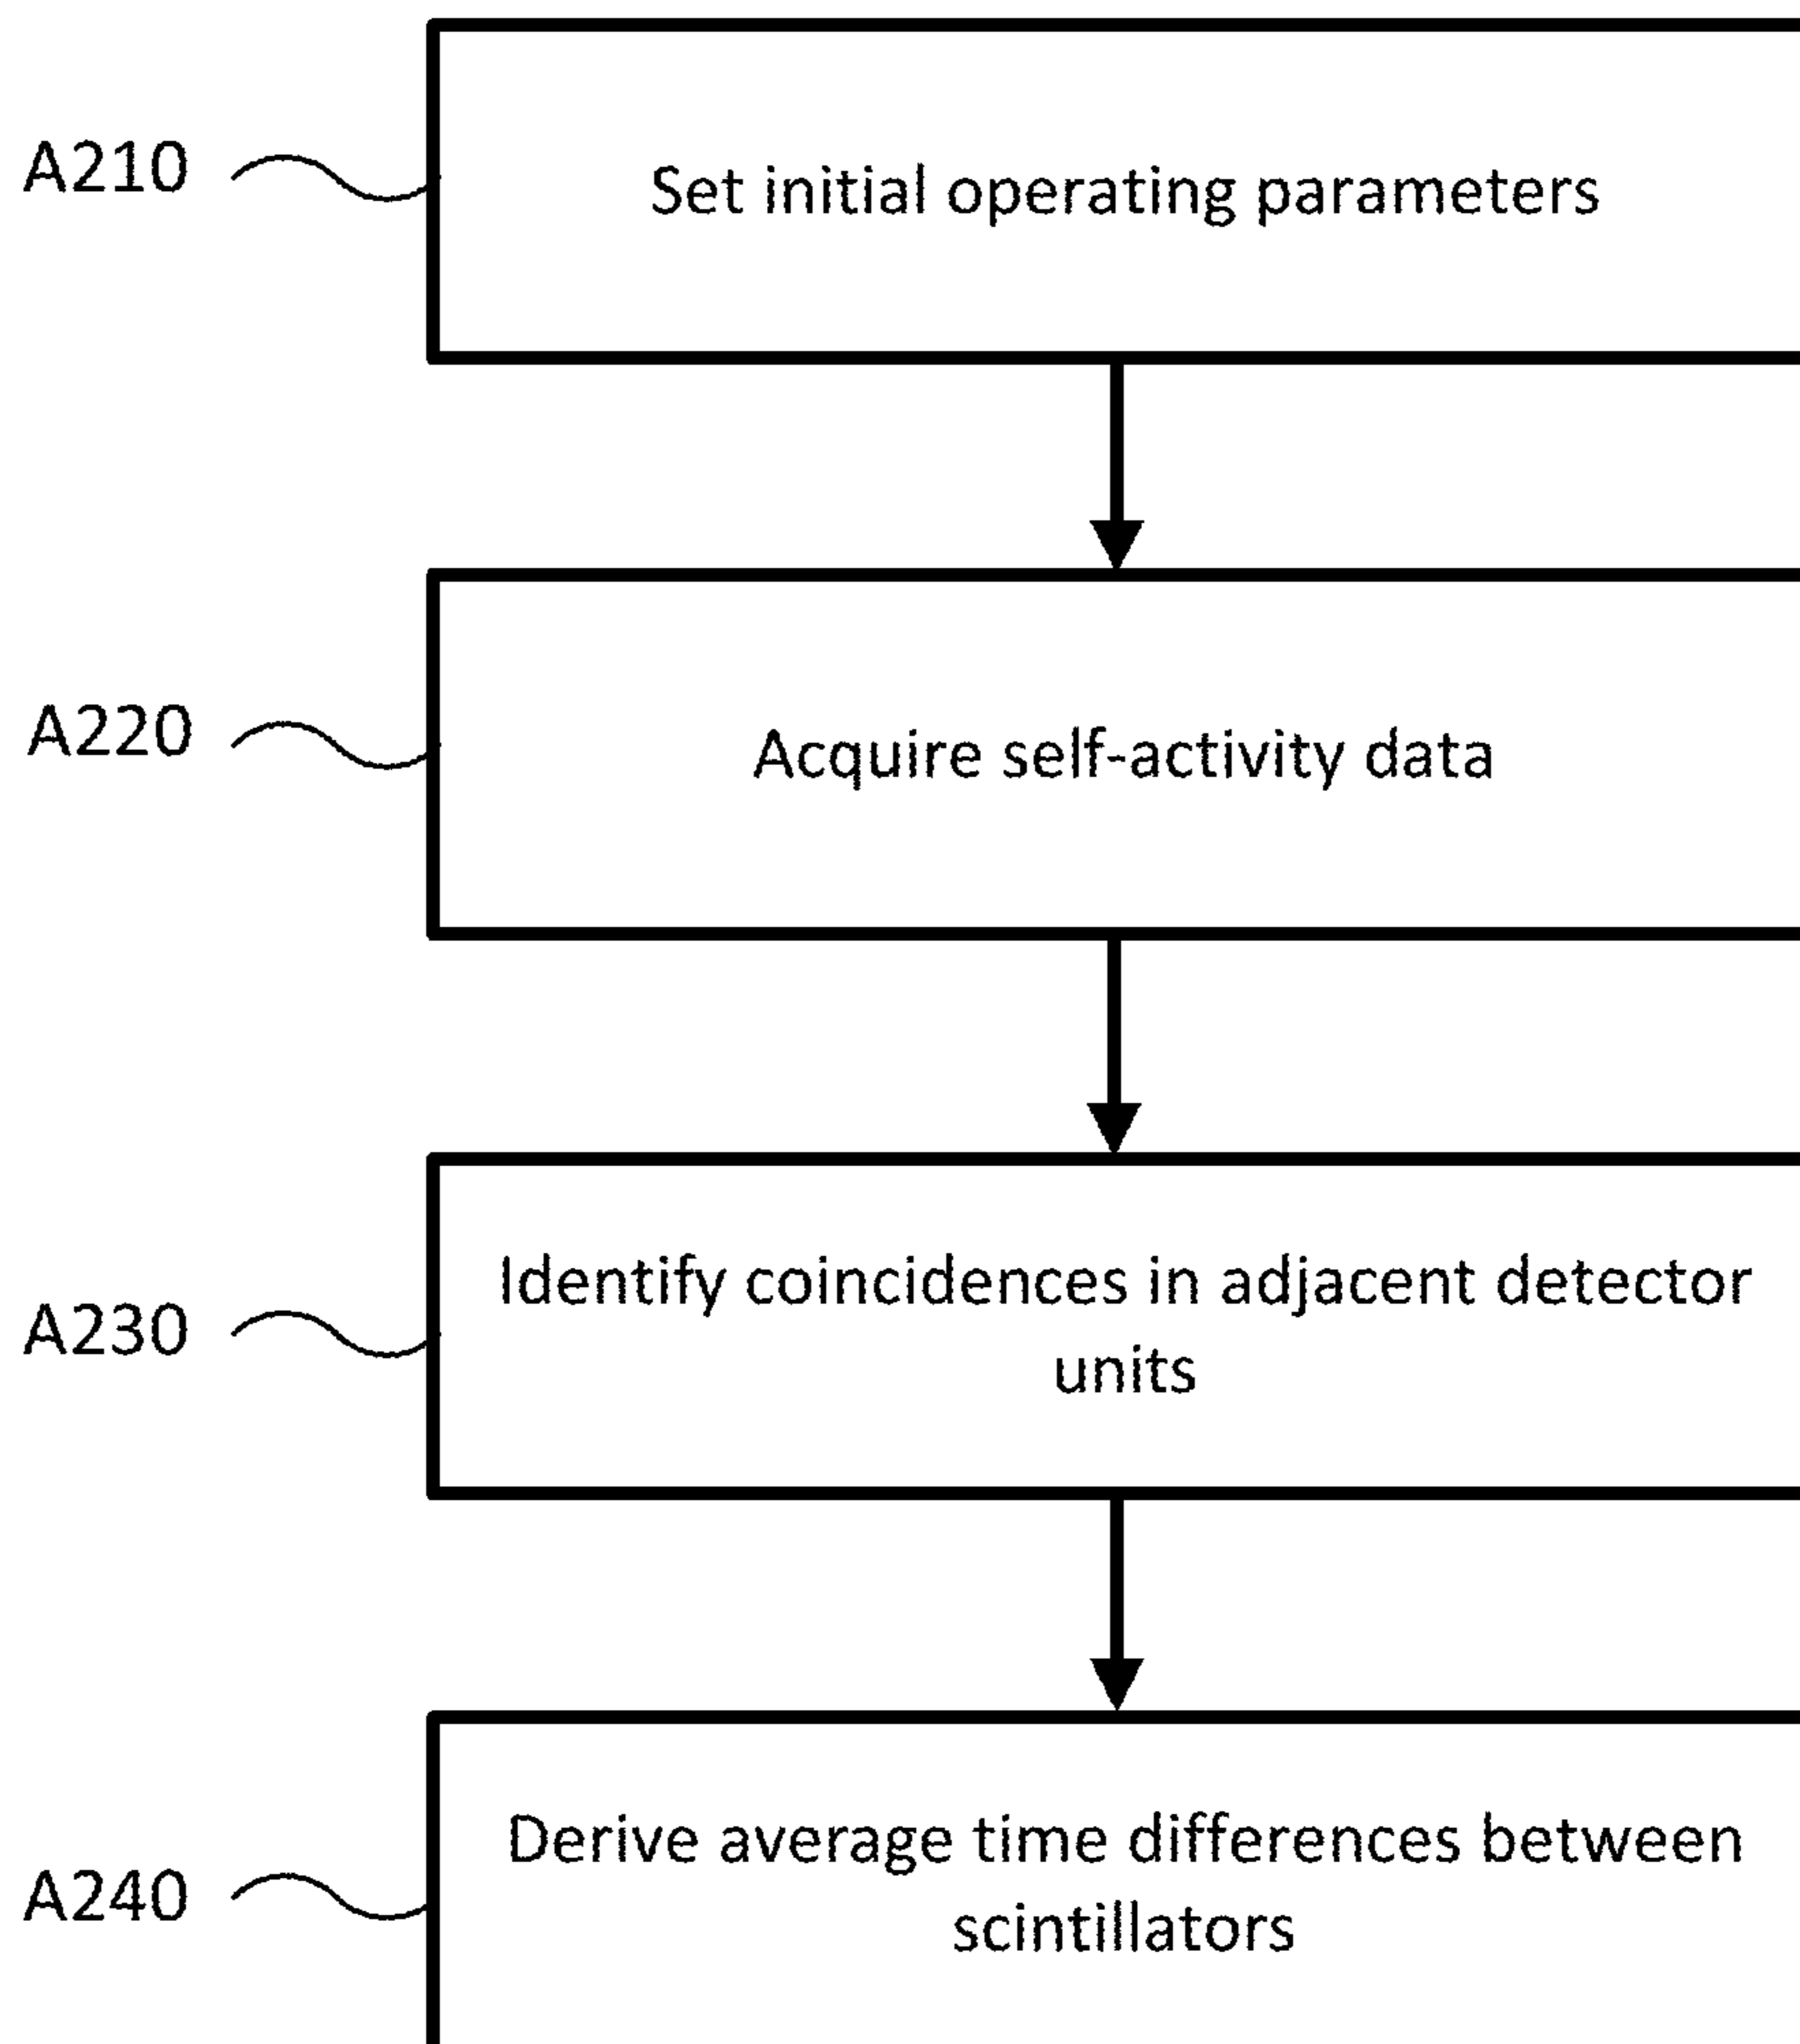 A210
Set initial operating parameters
A220
Acquire self-activity data
A230
Identify coincidences in adjacent detector
units
A240
Derive average time differences between
scintillators